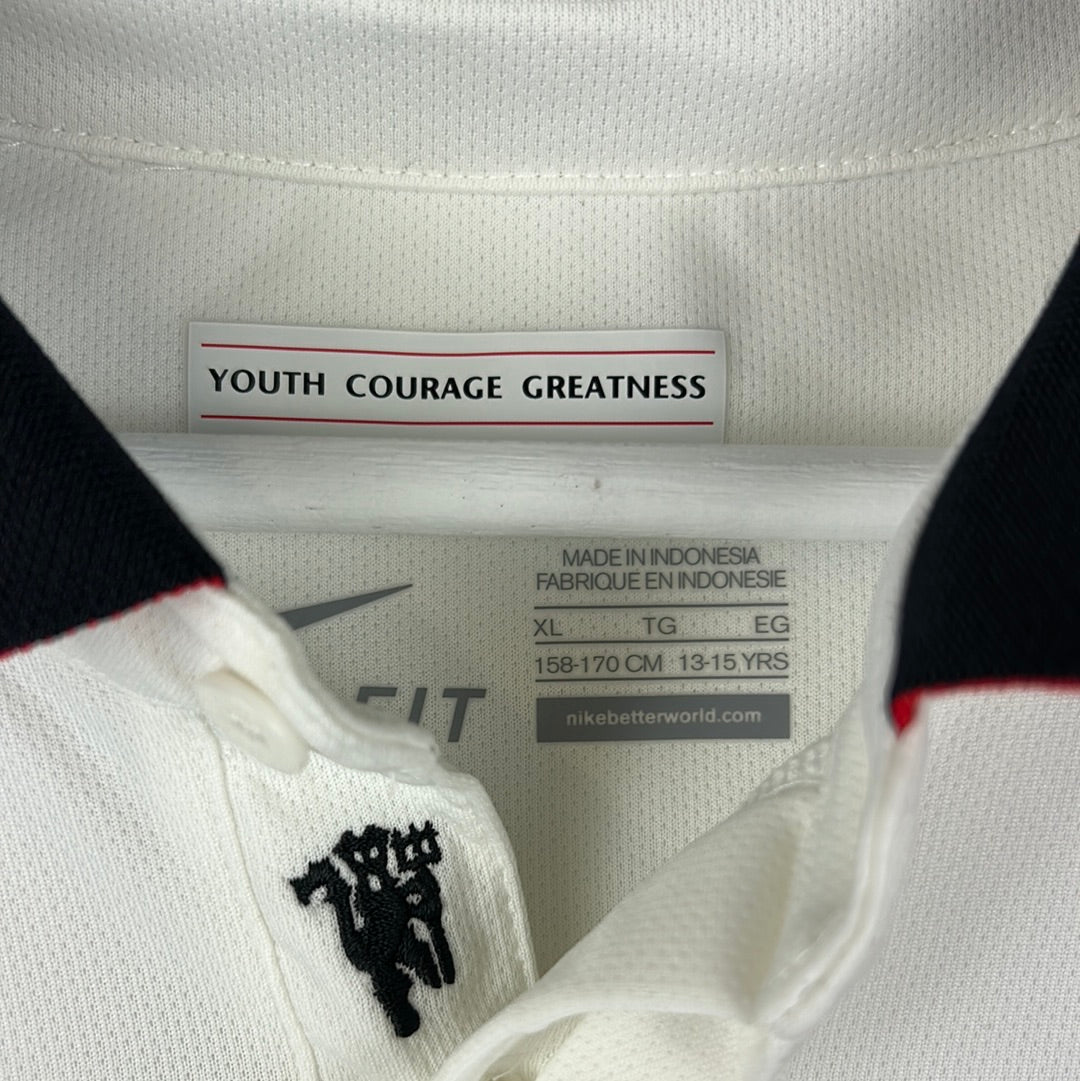 YOUTH COURAGE GREATNESS
MADE IN INDONESIA
FABRIQUE EN INDONESIE
XL TG EG
158-170 CM 13-15 YRS
FIT
nikebetterworld.com